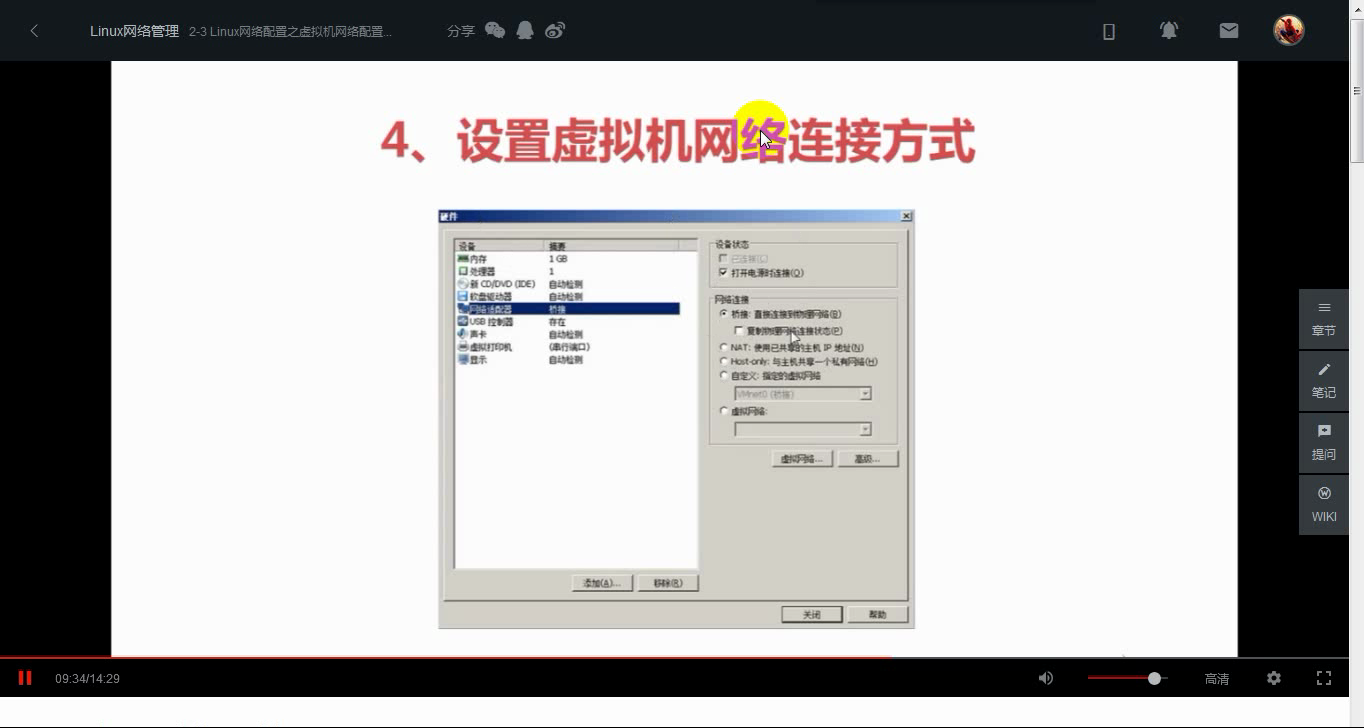 Linux网络管理 2-3 Linux网络配置之虚拟机网络配置... 分享
4、设置虚拟机网络连接方式
硬件
设备 摘要
内存 1 GB
处理器 1
新 CD/DVD (IDE) 自动检测
软盘驱动器 自动检测
网络适配器 桥接
USB 控制器 存在
声卡 自动检测
虚拟打印机 (串行端口)
显示 自动检测
添加(A)... 移除(R)
设备状态
已连接(C)
打开电源时连接(O)
网络连接
桥接: 直接连接到物理网络(B)
复制物理网络连接状态(P)
NAT: 使用已共享的主机 IP 地址(N)
Host-only: 与主机共享一个私有网络(H)
自定义: 指定的虚拟网络
VMnet0 (桥接)
虚拟网络:
虚拟网络... 高级...
关闭 帮助
章节
笔记
提问
WIKI
09:34/14:29 高清